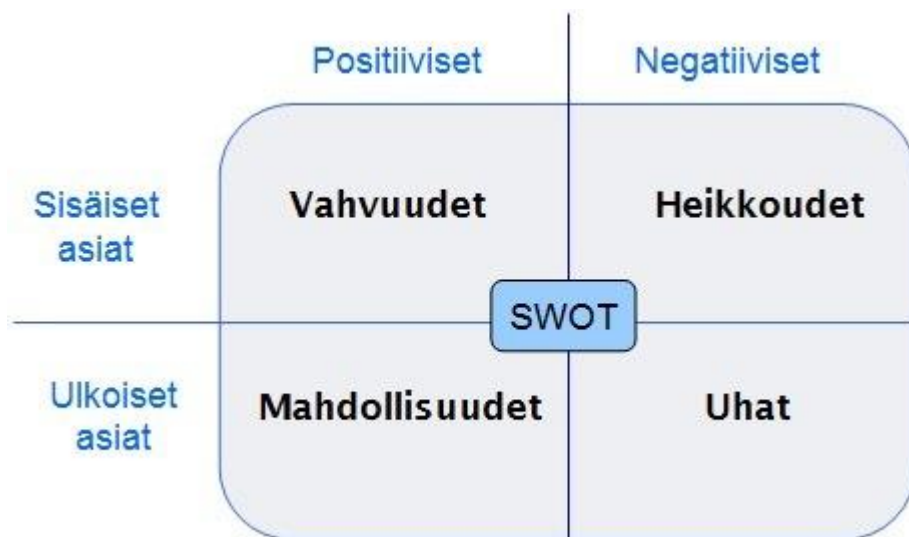 Positiiviset Negatiiviset
Sisäiset
asiat
Vahvuudet Heikkoudet
SWOT
Ulkoiset
asiat
Mahdollisuudet Uhat